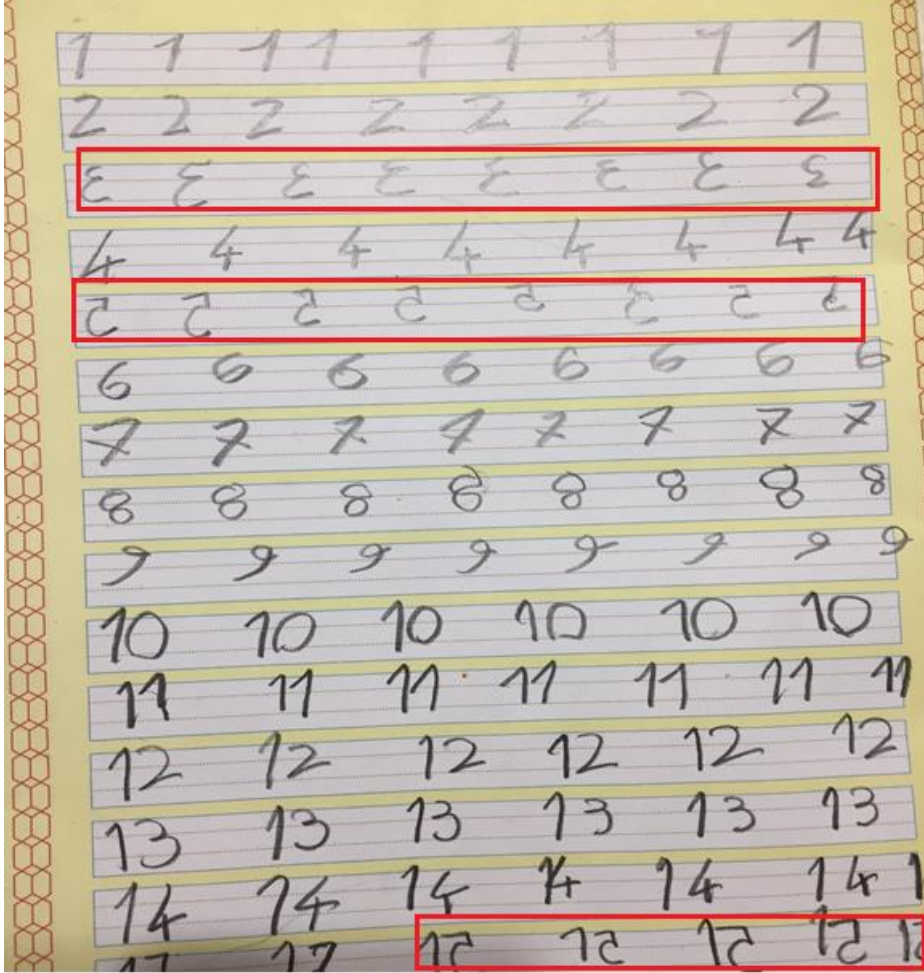 1 1 1 1 1 1 1 1 1
2 2 2 2 2 2 2 2
3 3 3 3 3 3 3 3
4 4 4 4 4 4 4 4
5 5 5 5 5 5 5 5
6 6 6 6 6 6 6 6
7 7 7 7 7 7 7 7
8 8 8 8 8 8 8 8
9 9 9 9 9 9 9 9
10 10 10 10 10 10
11 11 11 11 11 11 11
12 12 12 12 12 12
13 13 13 13 13 13
14 14 14 14 14 14 1
15 15 15 15